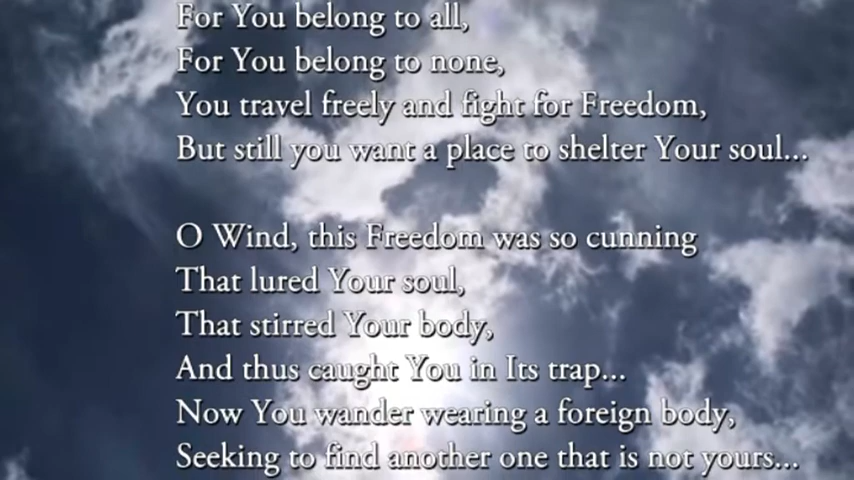 For You belong to all,
For You belong to none,
You travel freely and fight for Freedom,
But still you want a place to shelter Your soul...
O Wind, this Freedom was so cunning
That lured Your soul,
That stirred Your body,
And thus caught You in Its trap...
Now You wander wearing a foreign body,
Seeking to find another one that is not yours...